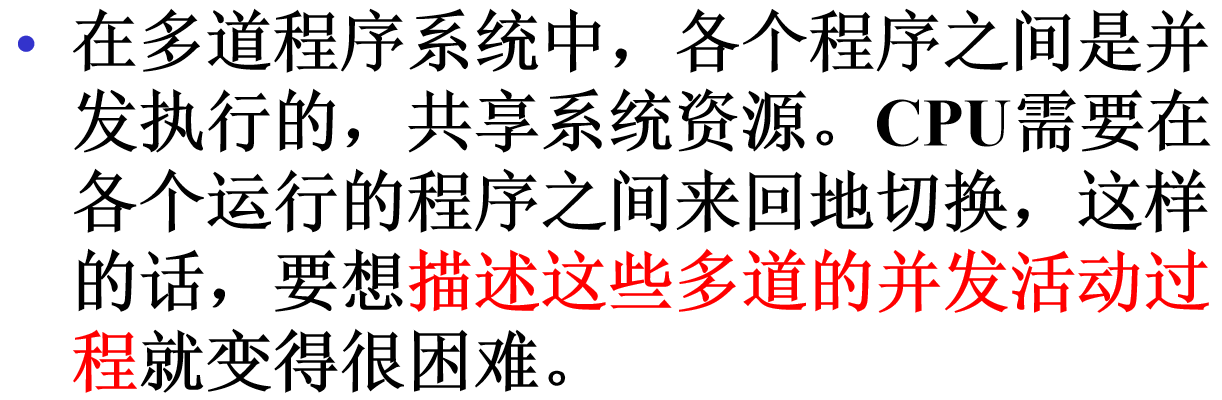 • 在多道程序系统中，各个程序之间是并
发执行的，共享系统资源。CPU需要在
各个运行的程序之间来回地切换，这样
的话，要想描述这些多道的并发活动过
程就变得很困难。